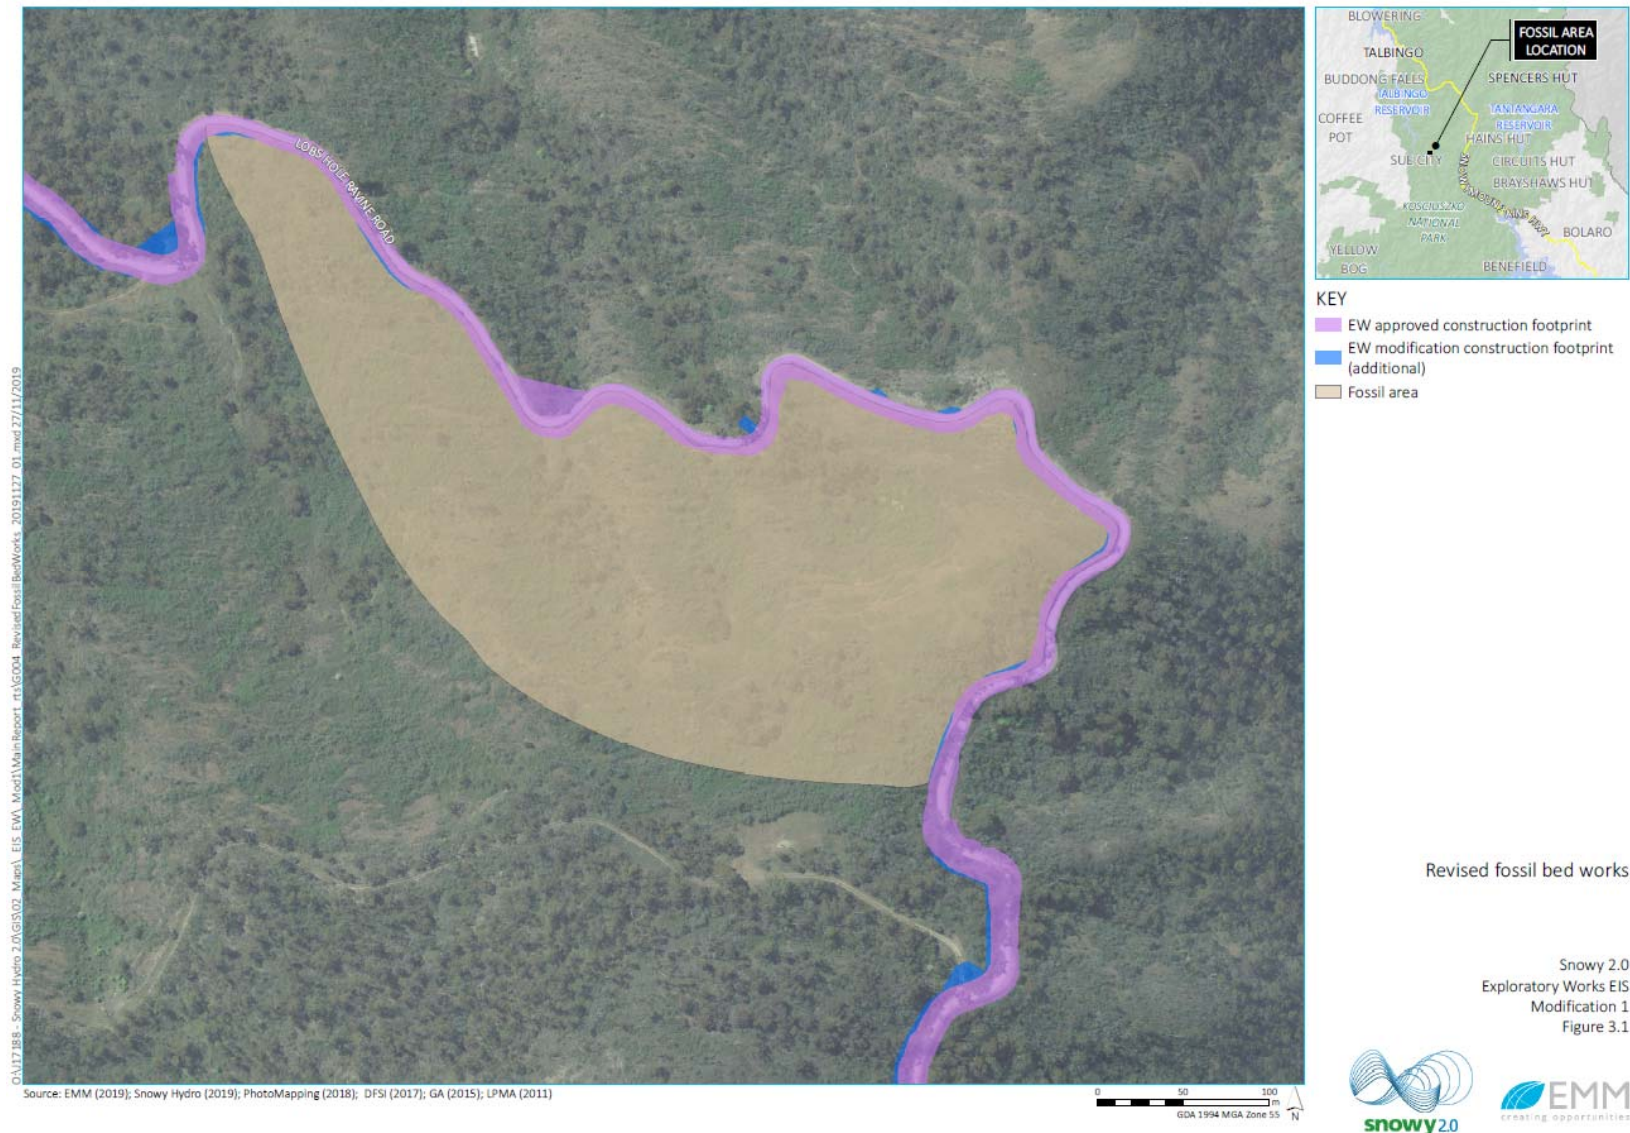 LOBS HOLE RAVINE ROAD
BLOWERING
TALBINGO
BUDDONG FALLS
TALBINGO
RESERVOIR
COFFEE
POT
SUE CITY
FOSSIL AREA
LOCATION
SPENCERS HUT
TANTANGARA
RESERVOIR
HAINS HUT
CIRCUITS HUT
BRAYSHAWS HUT
SNOWY MOUNTAINS HWY
KOSCIUSZKO
NATIONAL
PARK
BOLARO
YELLOW
BOG
BENEFIELD
KEY
EW approved construction footprint
EW modification construction footprint
(additional)
Fossil area
Revised fossil bed works
Snowy 2.0
Exploratory Works EIS
Modification 1
Figure 3.1
snowy2.0
EMM
creating opportunities
Source: EMM (2019); Snowy Hydro (2019); PhotoMapping (2018); DFSI (2017); GA (2015); LPMA (2011)
0 50 100
m
GDA 1994 MGA Zone 55
N